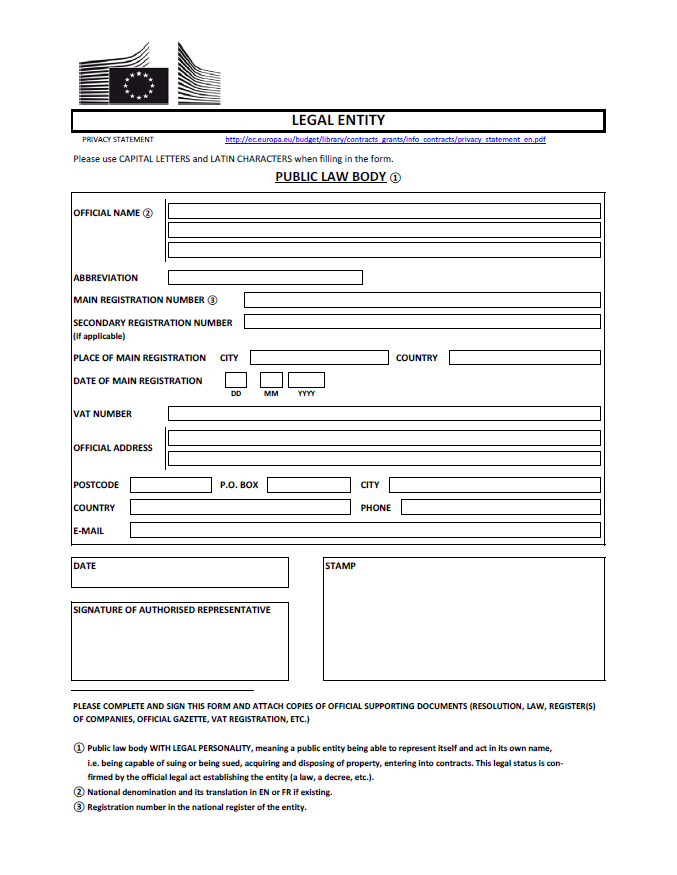 LEGAL ENTITY
PRIVACY STATEMENT http://ec.europa.eu/budget/library/contracts_grants/info_contracts/privacy_statement_en.pdf
Please use CAPITAL LETTERS and LATIN CHARACTERS when filling in the form.
PUBLIC LAW BODY ①
OFFICIAL NAME ②
ABBREVIATION
MAIN REGISTRATION NUMBER ③
SECONDARY REGISTRATION NUMBER
(if applicable)
PLACE OF MAIN REGISTRATION CITY COUNTRY
DATE OF MAIN REGISTRATION
DD MM YYYY
VAT NUMBER
OFFICIAL ADDRESS
POSTCODE P.O. BOX CITY
COUNTRY PHONE
E-MAIL
DATE STAMP
SIGNATURE OF AUTHORISED REPRESENTATIVE
PLEASE COMPLETE AND SIGN THIS FORM AND ATTACH COPIES OF OFFICIAL SUPPORTING DOCUMENTS (RESOLUTION, LAW, REGISTER(S)
OF COMPANIES, OFFICIAL GAZETTE, VAT REGISTRATION, ETC.)
① Public law body WITH LEGAL PERSONALITY, meaning a public entity being able to represent itself and act in its own name,
i.e. being capable of suing or being sued, acquiring and disposing of property, entering into contracts. This legal status is con-
firmed by the official legal act establishing the entity (a law, a decree, etc.).
② National denomination and its translation in EN or FR if existing.
③ Registration number in the national register of the entity.